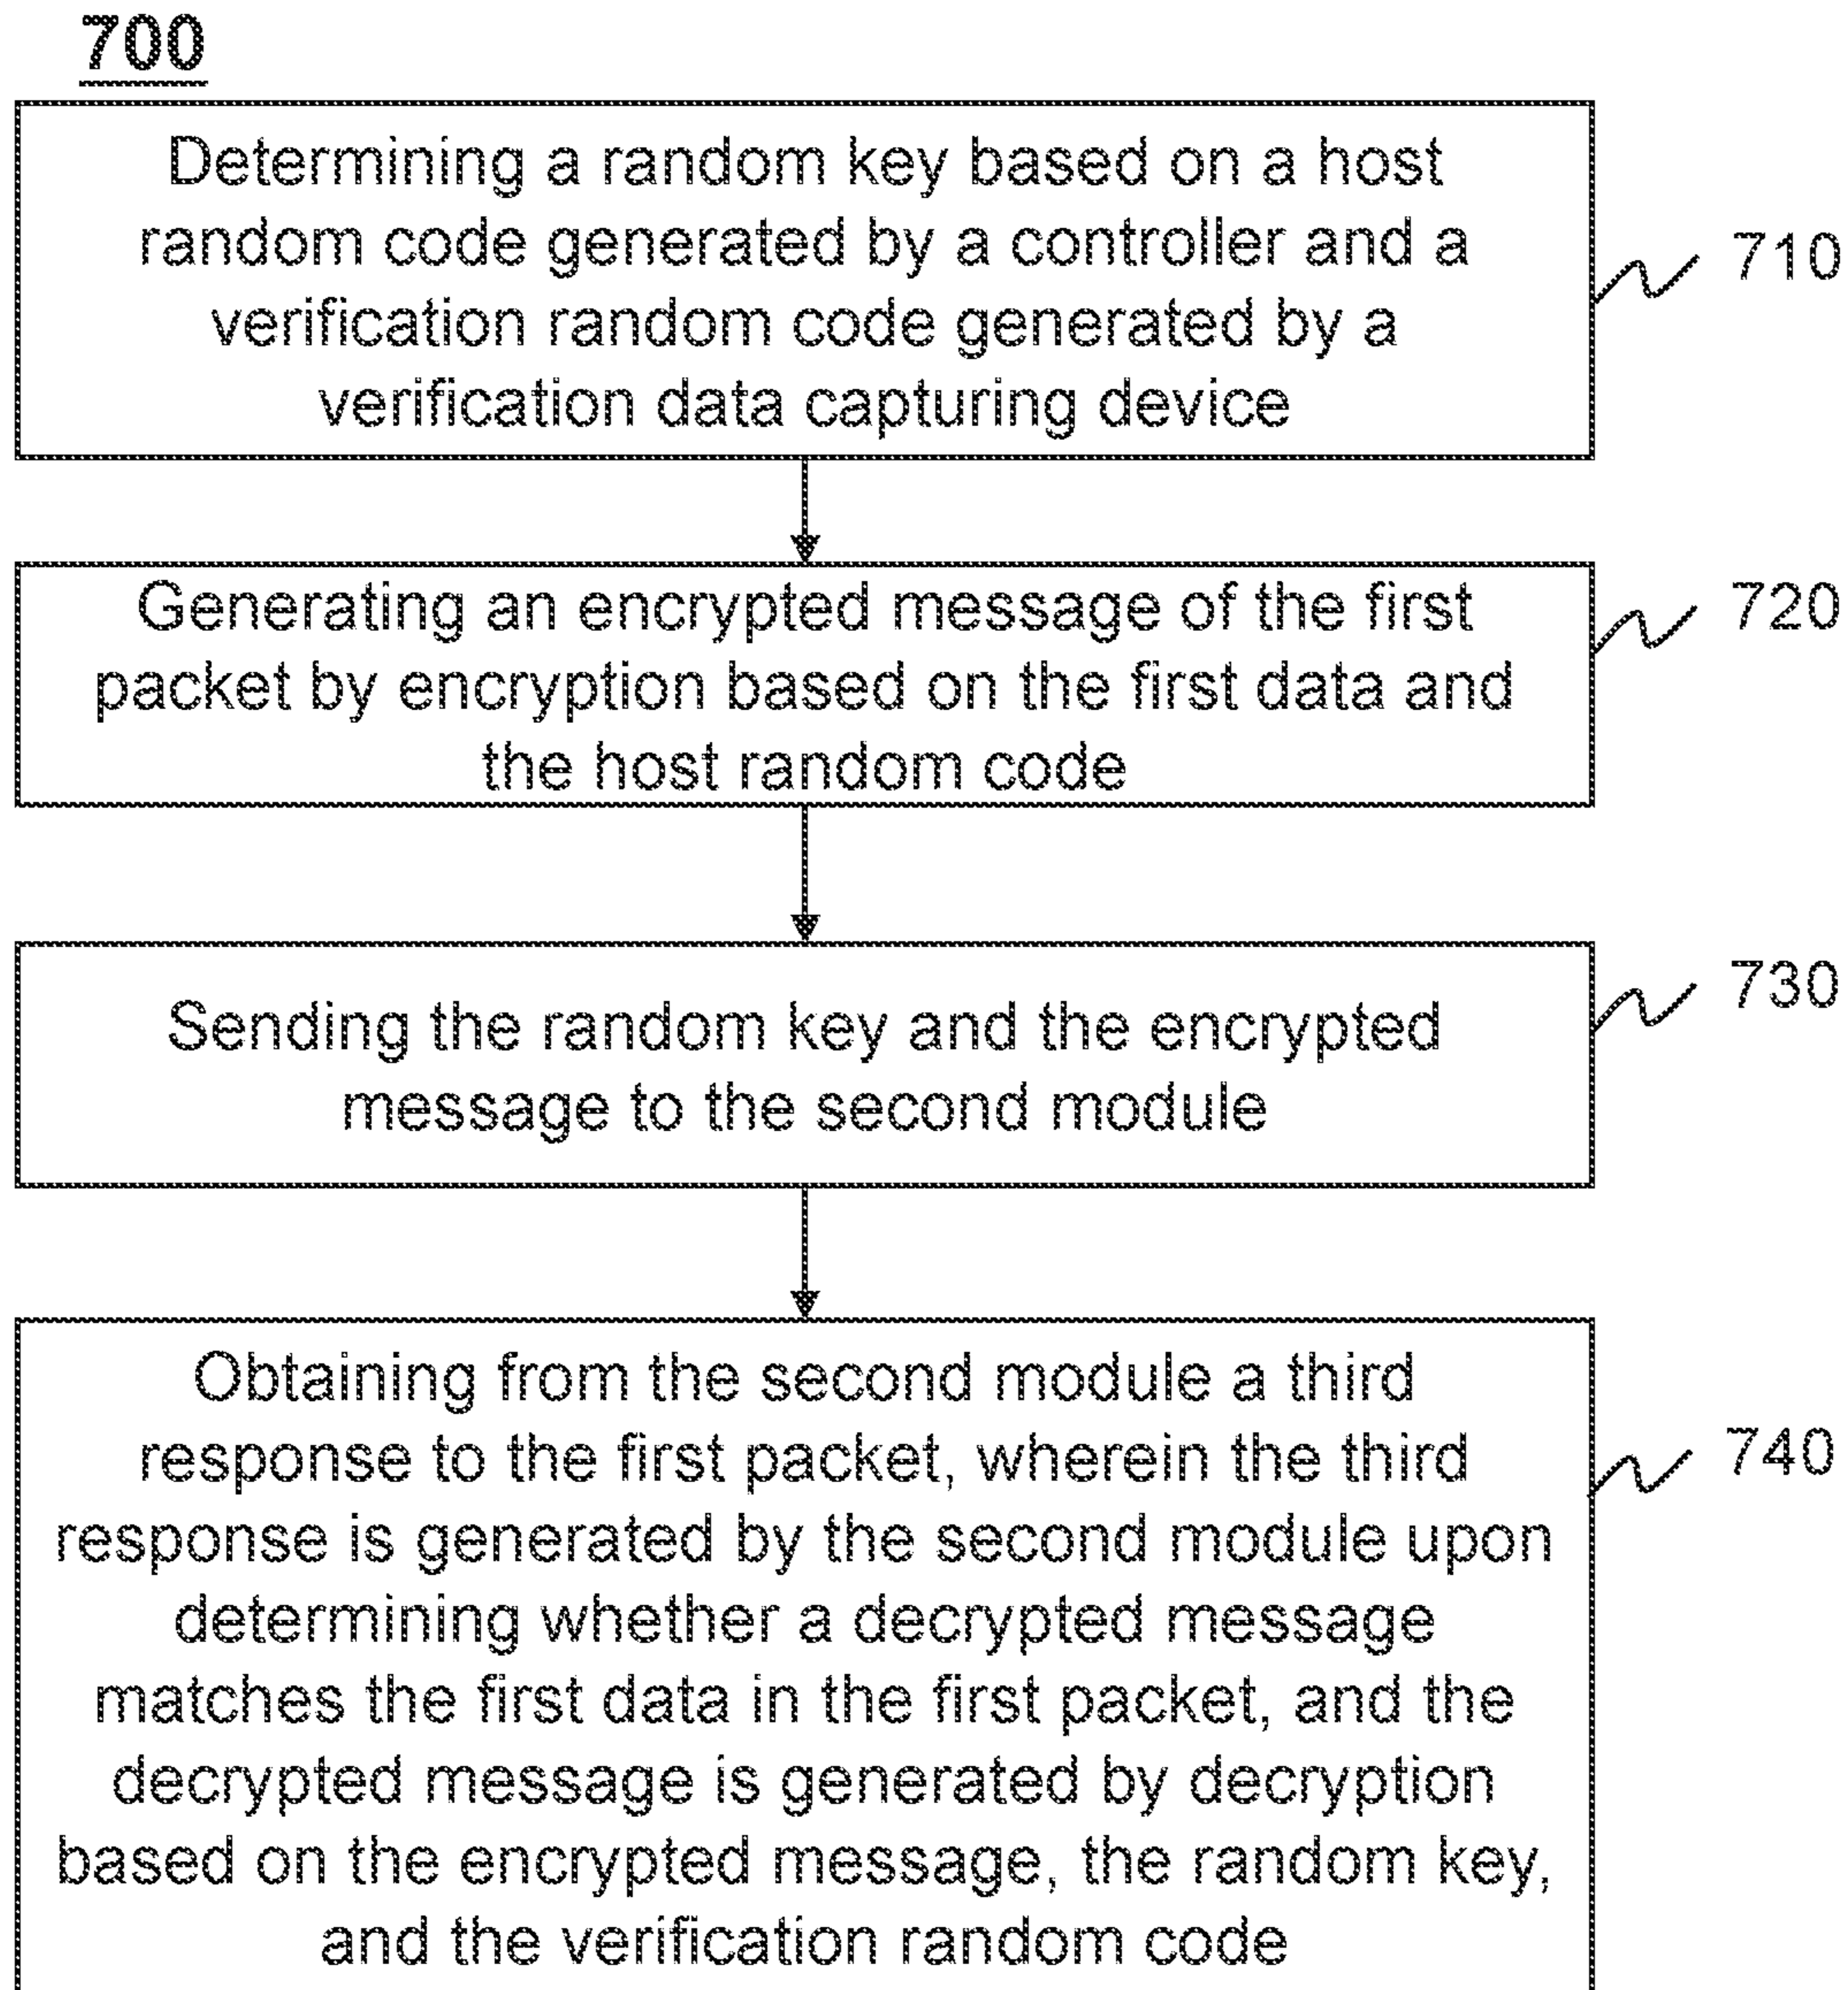 700
Determining a random key based on a host
random code generated by a controller and a
verification random code generated by a
verification data capturing device
710
Generating an encrypted message of the first
packet by encryption based on the first data and
the host random code
720
Sending the random key and the encrypted
message to the second module
730
Obtaining from the second module a third
response to the first packet, wherein the third
response is generated by the second module upon
determining whether a decrypted message
matches the first data in the first packet, and the
decrypted message is generated by decryption
based on the encrypted message, the random key,
and the verification random code
740